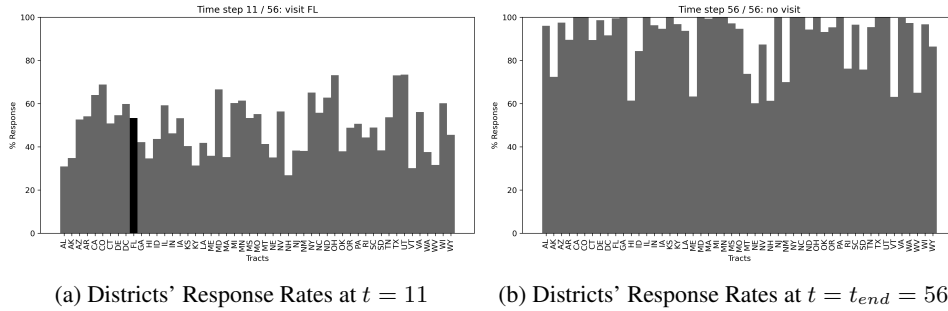 Time step 11 / 56: visit FL
% Response
100
80
60
40
20
0
AL AK AZ AR CA CO CT DE DC FL GA HI ID IL IN IA KS KY LA ME MD MA MI MN MS MO MT NE NV NH NJ NM NY NC ND OH OK OR PA RI SC SD TN TX UT VT VA WA WV WI WY
Tracts
(a) Districts' Response Rates at t = 11
Time step 56 / 56: no visit
% Response
100
80
60
40
20
0
AL AK AZ AR CA CO CT DE DC FL GA HI ID IL IN IA KS KY LA ME MD MA MI MN MS MO MT NE NV NH NJ NM NY NC ND OH OK OR PA RI SC SD TN TX UT VT VA WA WV WI WY
Tracts
(b) Districts' Response Rates at t = t_end = 56